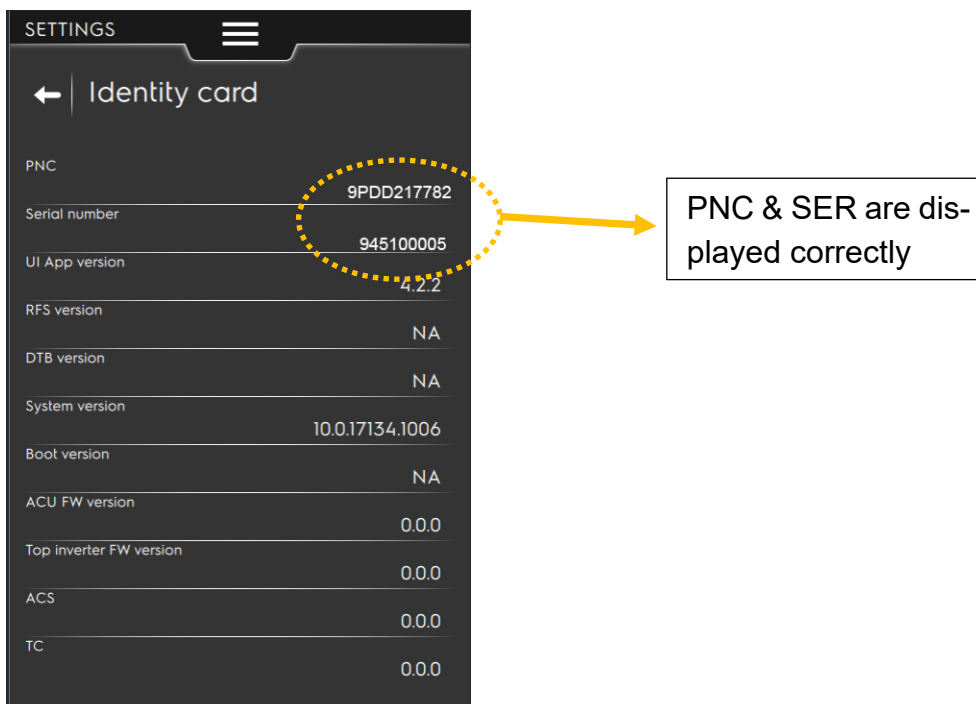 SETTINGS
Identity card
PNC
9PDD217782
Serial number
945100005
UI App version
4.2.2
RFS version
NA
DTB version
NA
System version
10.0.17134.1006
Boot version
NA
ACU FW version
0.0.0
Top inverter FW version
0.0.0
ACS
0.0.0
TC
0.0.0
PNC & SER are dis-
played correctly